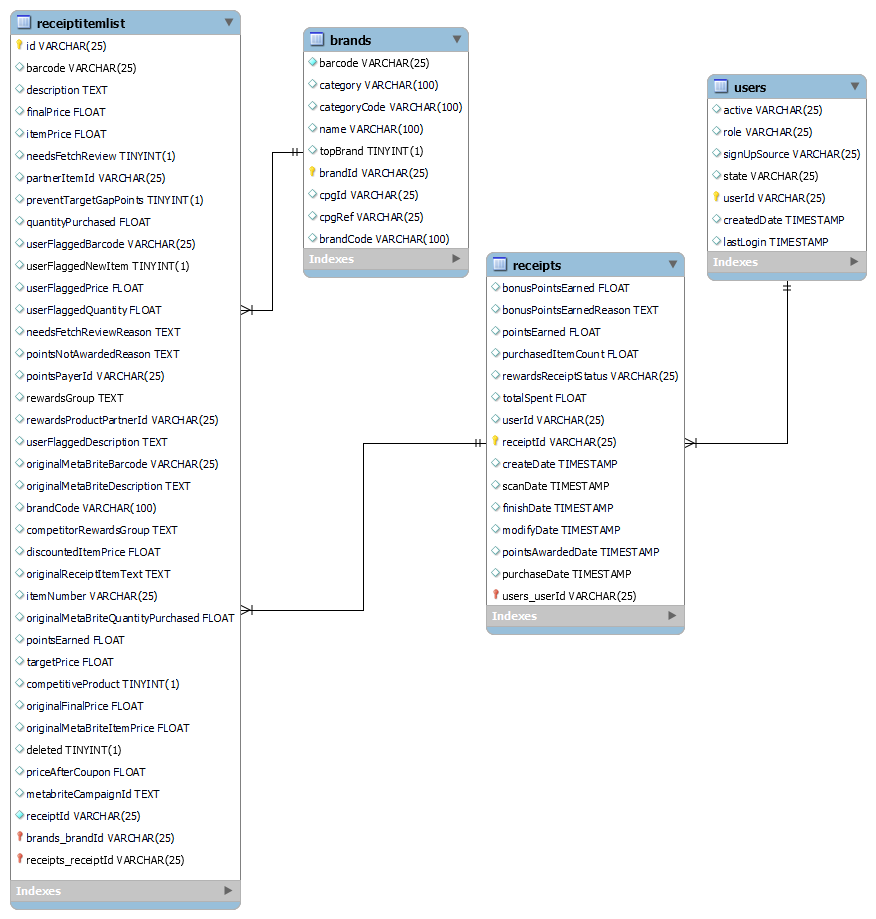 receiptitemlist
id VARCHAR(25)
barcode VARCHAR(25)
description TEXT
finalPrice FLOAT
itemPrice FLOAT
needsFetchReview TINYINT(1)
partnerItemId VARCHAR(25)
preventTargetGapPoints TINYINT(1)
quantityPurchased FLOAT
userFlaggedBarcode VARCHAR(25)
userFlaggedNewItem TINYINT(1)
userFlaggedPrice FLOAT
userFlaggedQuantity FLOAT
needsFetchReviewReason TEXT
pointsNotAwardedReason TEXT
pointsPayerId VARCHAR(25)
rewardsGroup TEXT
rewardsProductPartnerId VARCHAR(25)
userFlaggedDescription TEXT
originalMetaBriteBarcode VARCHAR(25)
originalMetaBriteDescription TEXT
brandCode VARCHAR(100)
competitorRewardsGroup TEXT
discountedItemPrice FLOAT
originalReceiptItemText TEXT
itemNumber VARCHAR(25)
originalMetaBriteQuantityPurchased FLOAT
pointsEarned FLOAT
targetPrice FLOAT
competitiveProduct TINYINT(1)
originalFinalPrice FLOAT
originalMetaBriteItemPrice FLOAT
deleted TINYINT(1)
priceAfterCoupon FLOAT
metabriteCampaignId TEXT
receiptId VARCHAR(25)
brands_brandId VARCHAR(25)
receipts_receiptId VARCHAR(25)
Indexes
brands
barcode VARCHAR(25)
category VARCHAR(100)
categoryCode VARCHAR(100)
name VARCHAR(100)
topBrand TINYINT(1)
brandId VARCHAR(25)
cpgId VARCHAR(25)
cpgRef VARCHAR(25)
brandCode VARCHAR(100)
Indexes
receipts
bonusPointsEarned FLOAT
bonusPointsEarnedReason TEXT
pointsEarned FLOAT
purchasedItemCount FLOAT
rewardsReceiptStatus VARCHAR(25)
totalSpent FLOAT
userId VARCHAR(25)
receiptId VARCHAR(25)
createDate TIMESTAMP
scanDate TIMESTAMP
finishDate TIMESTAMP
modifyDate TIMESTAMP
pointsAwardedDate TIMESTAMP
purchaseDate TIMESTAMP
users_userId VARCHAR(25)
Indexes
users
active VARCHAR(25)
role VARCHAR(25)
signUpSource VARCHAR(25)
state VARCHAR(25)
userId VARCHAR(25)
createdDate TIMESTAMP
lastLogin TIMESTAMP
Indexes